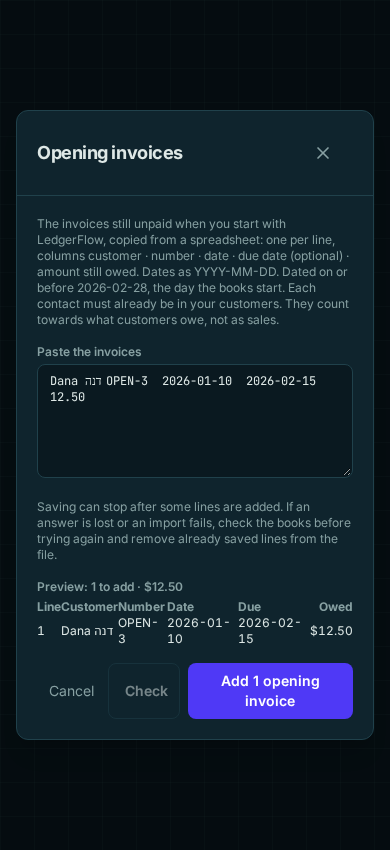 Opening invoices
The invoices still unpaid when you start with
LedgerFlow, copied from a spreadsheet: one per line,
columns customer · number · date · due date (optional) ·
amount still owed. Dates as YYYY-MM-DD. Dated on or
before 2026-02-28, the day the books start. Each
contact must already be in your customers. They count
towards what customers owe, not as sales.
Paste the invoices
Dana דנה OPEN-3 2026-01-10 2026-02-15
12.50
Saving can stop after some lines are added. If an
answer is lost or an import fails, check the books before
trying again and remove already saved lines from the
file.
Preview: 1 to add · $12.50
Line Customer Number Date Due Owed
1 Dana דנה OPEN-3 2026-01-10 2026-02-15 $12.50
Cancel Check Add 1 opening invoice